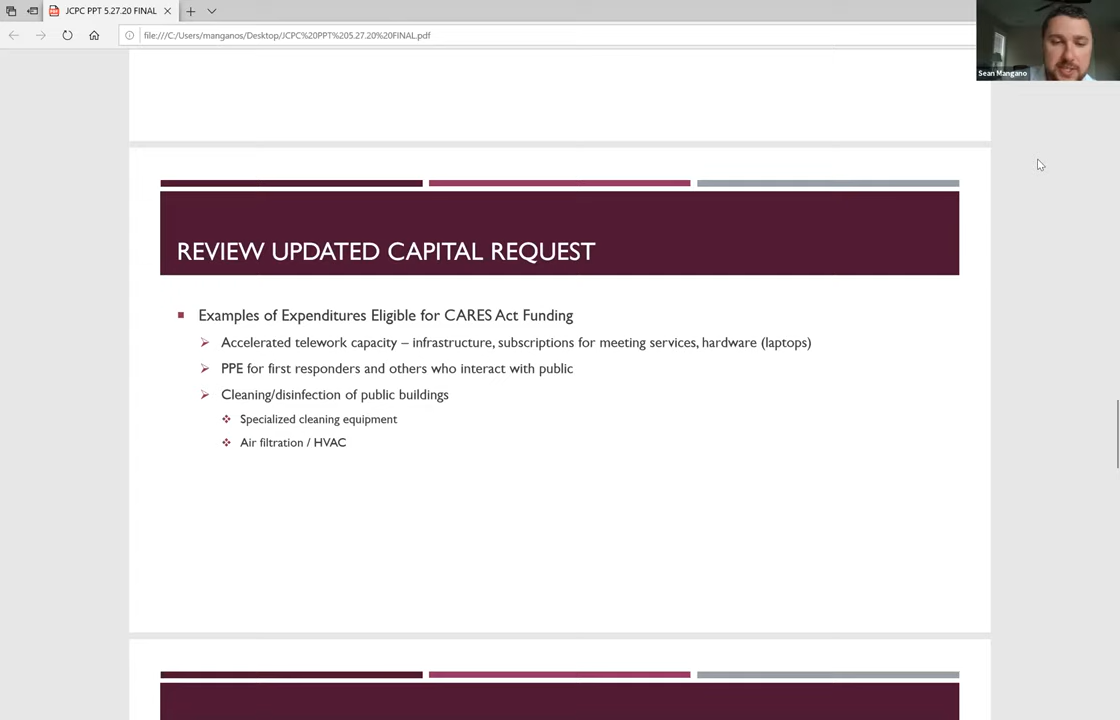 JCPC PPT 5.27.20 FINAL
file:///C:/Users/manganos/Desktop/JCPC%20PPT%205.27.20%20FINAL.pdf
Sean Mangano
REVIEW UPDATED CAPITAL REQUEST
Examples of Expenditures Eligible for CARES Act Funding
Accelerated telework capacity – infrastructure, subscriptions for meeting services, hardware (laptops)
PPE for first responders and others who interact with public
Cleaning/disinfection of public buildings
Specialized cleaning equipment
Air filtration / HVAC